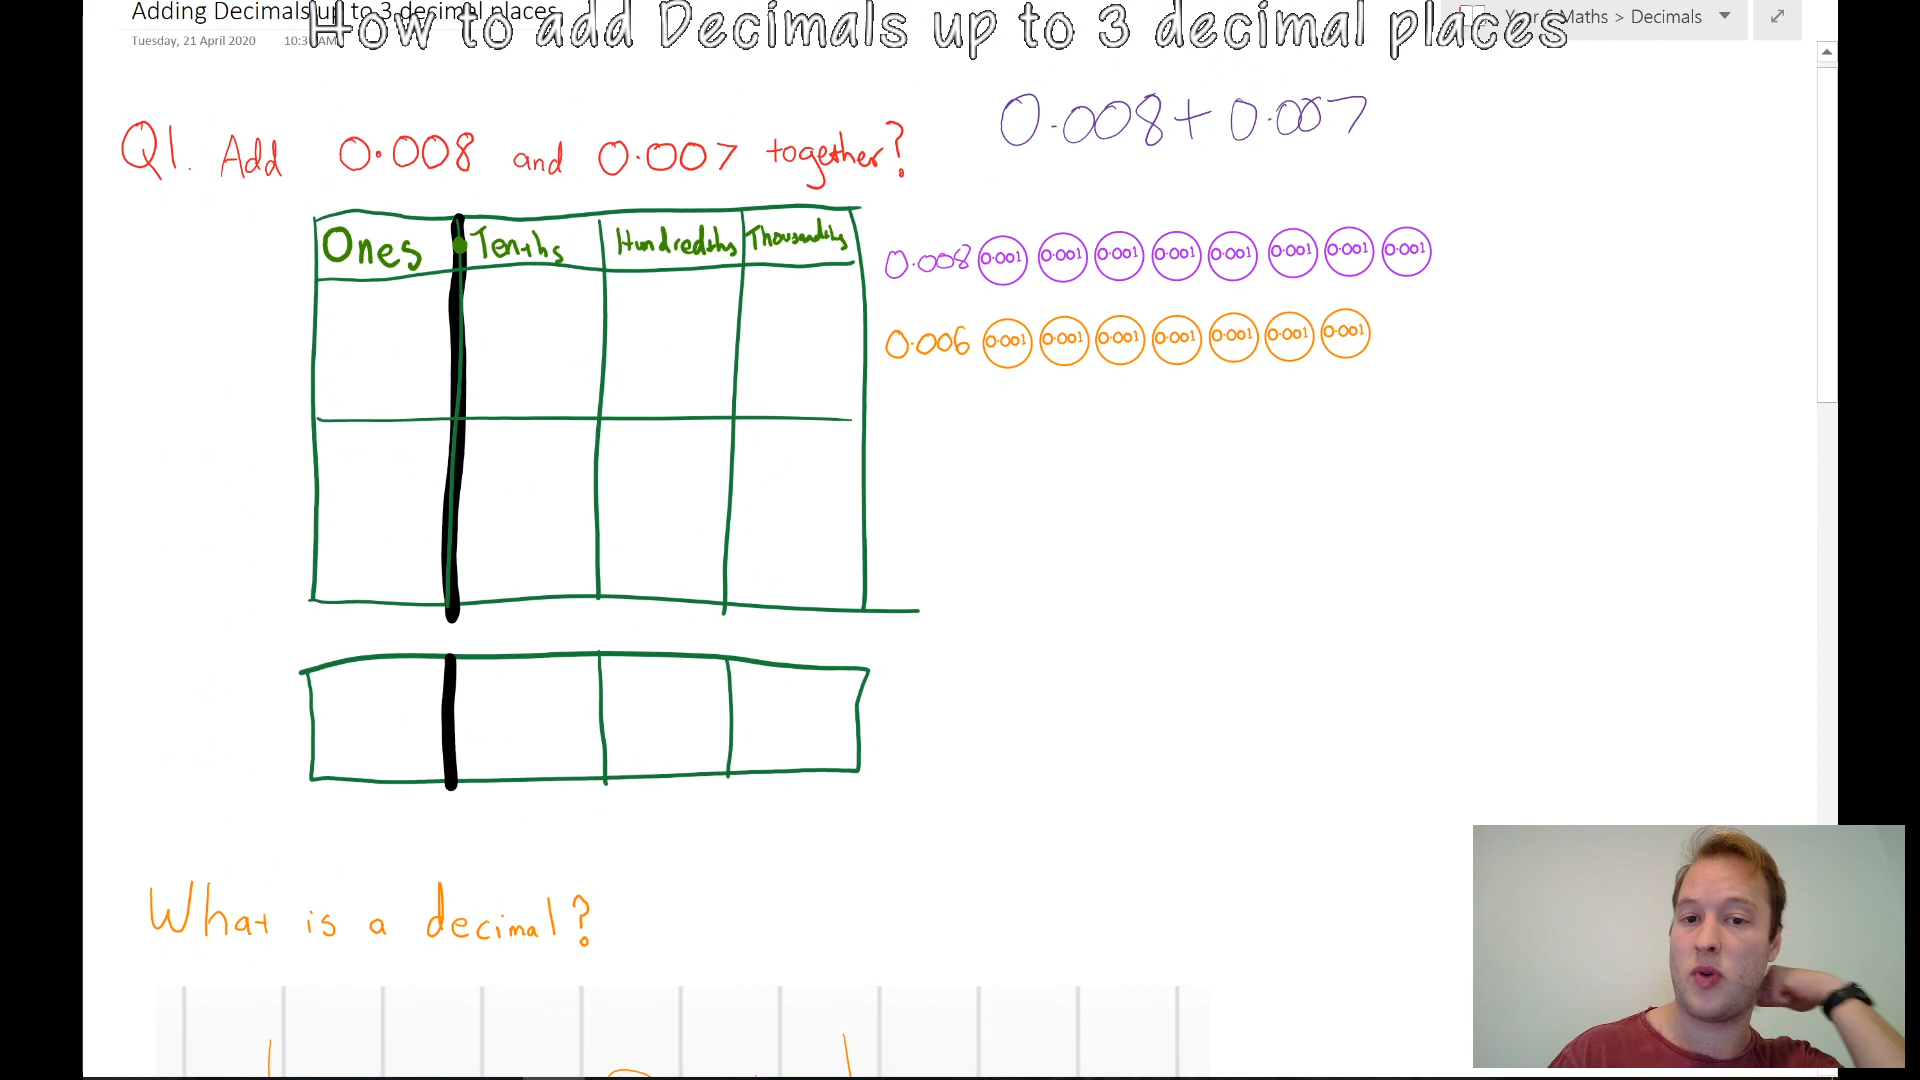 Adding Decimals up to 3 decimal places
How to add Decimals up to 3 decimal places
Year 6 Maths > Decimals
Tuesday, 21 April 2020 10:3 AM
0.008 + 0.007
Q1. Add 0.008 and 0.007 together?
Ones Tenths Hundredths Thousandths
0.008 0.001 0.001 0.001 0.001 0.001 0.001 0.001 0.001
0.006 0.001 0.001 0.001 0.001 0.001 0.001 0.001
What is a decimal?